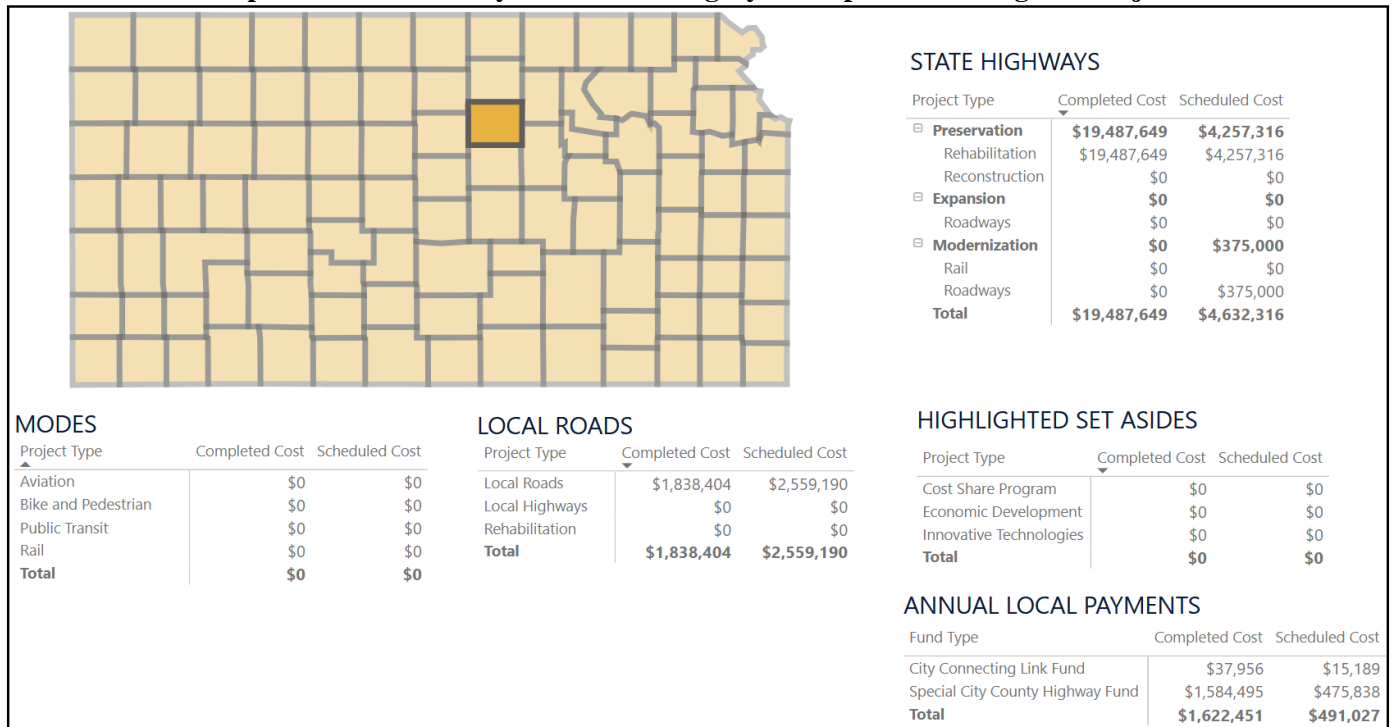 STATE HIGHWAYS
Project Type Completed Cost Scheduled Cost
Preservation $19,487,649 $4,257,316
Rehabilitation $19,487,649 $4,257,316
Reconstruction $0 $0
Expansion $0 $0
Roadways $0 $0
Modernization $0 $375,000
Rail $0 $0
Roadways $0 $375,000
Total $19,487,649 $4,632,316
MODES
Project Type Completed Cost Scheduled Cost
Aviation $0 $0
Bike and Pedestrian $0 $0
Public Transit $0 $0
Rail $0 $0
Total $0 $0
LOCAL ROADS
Project Type Completed Cost Scheduled Cost
Local Roads $1,838,404 $2,559,190
Local Highways $0 $0
Rehabilitation $0 $0
Total $1,838,404 $2,559,190
HIGHLIGHTED SET ASIDES
Project Type Completed Cost Scheduled Cost
Cost Share Program $0 $0
Economic Development $0 $0
Innovative Technologies $0 $0
Total $0 $0
ANNUAL LOCAL PAYMENTS
Fund Type Completed Cost Scheduled Cost
City Connecting Link Fund $37,956 $15,189
Special City County Highway Fund $1,584,495 $475,838
Total $1,622,451 $491,027